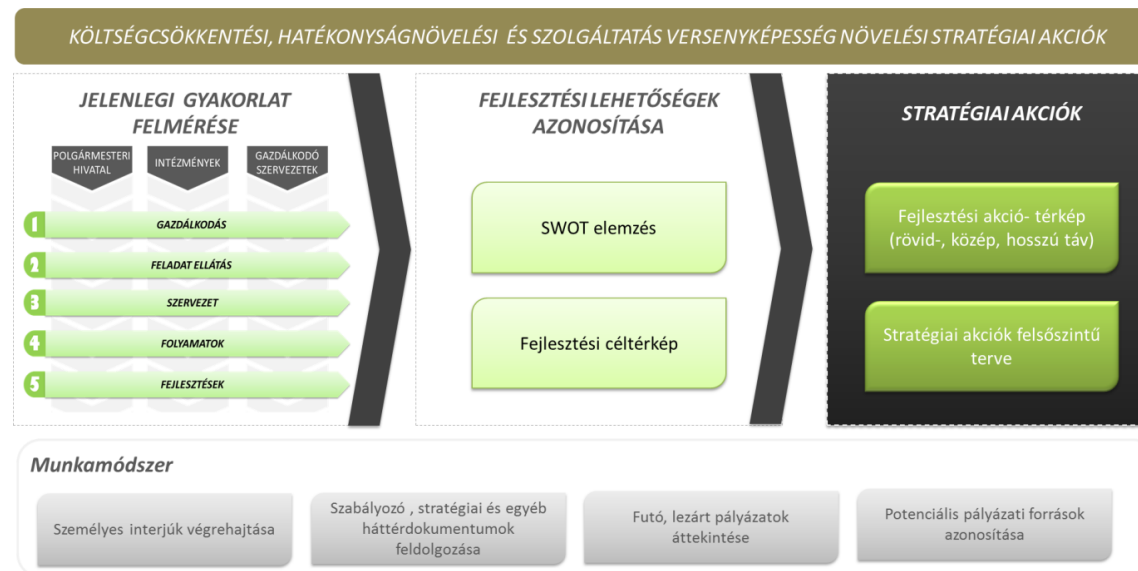 KÖLTSÉGCSÖKKENTÉSI, HATÉKONYSÁGNÖVELÉSI ÉS SZOLGÁLTATÁS VERSENYKÉPESSÉG NÖVELÉSI STRATÉGIAI AKCIÓK
JELENLEGI GYAKORLAT
FELMÉRÉSE
POLGÁRMESTERI
HIVATAL
INTÉZMÉNYEK
GAZDÁLKODÓ
SZERVEZETEK
1 GAZDÁLKODÁS
2 FELADAT ELLÁTÁS
3 SZERVEZET
4 FOLYAMATOK
5 FEJLESZTÉSEK
FEJLESZTÉSI LEHETŐSÉGEK
AZONOSÍTÁSA
SWOT elemzés
Fejlesztési céltérkép
STRATÉGIAI AKCIÓK
Fejlesztési akció- térkép
(rövid-, közép, hosszú táv)
Stratégiai akciók felsőszintű
terve
Munkamódszer
Személyes interjúk végrehajtása
Szabályozó , stratégiai és egyéb
háttérdokumentumok
feldolgozása
Futó, lezárt pályázatok
áttekintése
Potenciális pályázati források
azonosítása